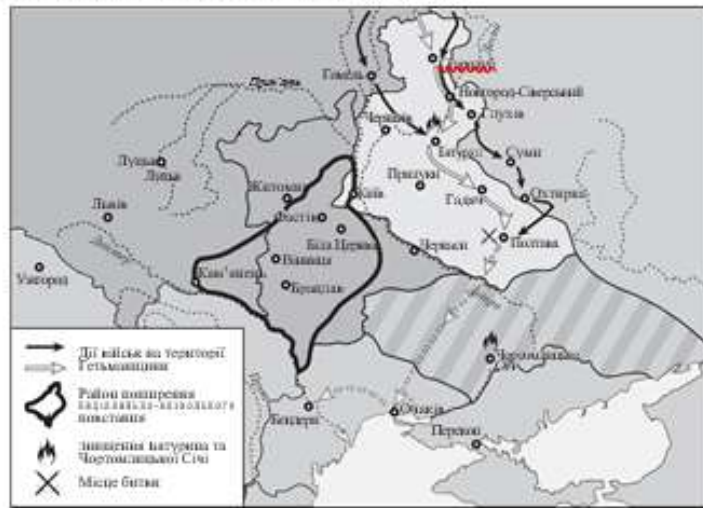 Гомель
Новгород-Сіверський
Глухів
Чернігів
Батурин
Суми
Луцьк
Прилуки
Гадяч
Охтирка
Житомир
Київ
Львів
Фастів
Біла Церква
Черкаси
Полтава
Ужгород
Вінниця
Кам'янець
Брацлав
Дії військ на території
Гетьманщини
Район поширення
національно-визвольного
повстання
Знищення Батурина та
Чортомлицької Січі
Місце битви
Бендери
Очаків
Перекоп